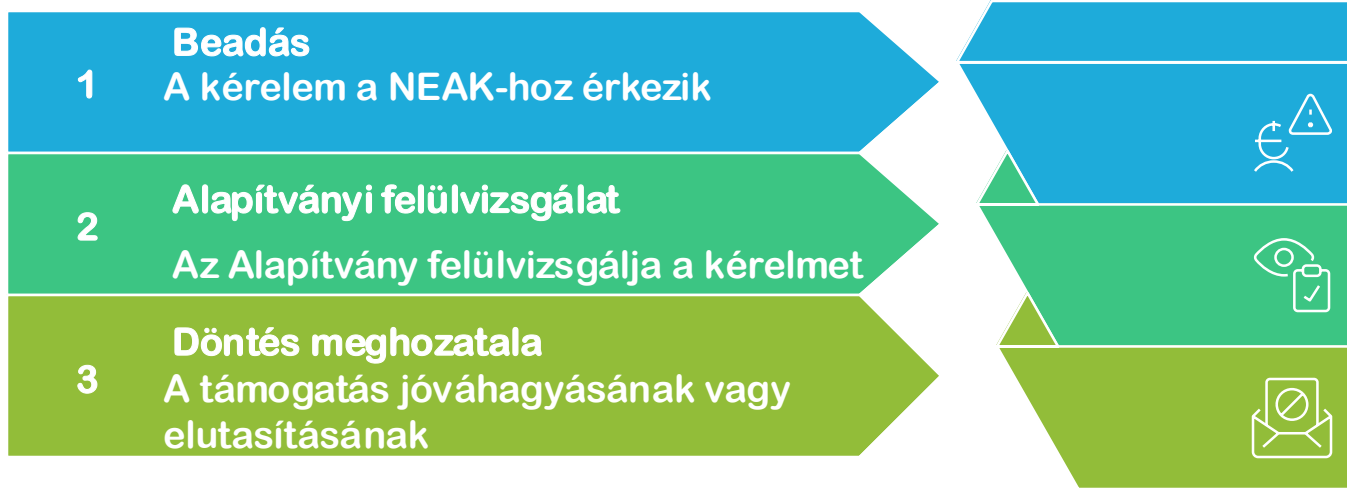 1
Beadás
A kérelem a NEAK-hoz érkezik
2
Alapítványi felülvizsgálat
Az Alapítvány felülvizsgálja a kérelmet
3
Döntés meghozatala
A támogatás jóváhagyásának vagy
elutasításának